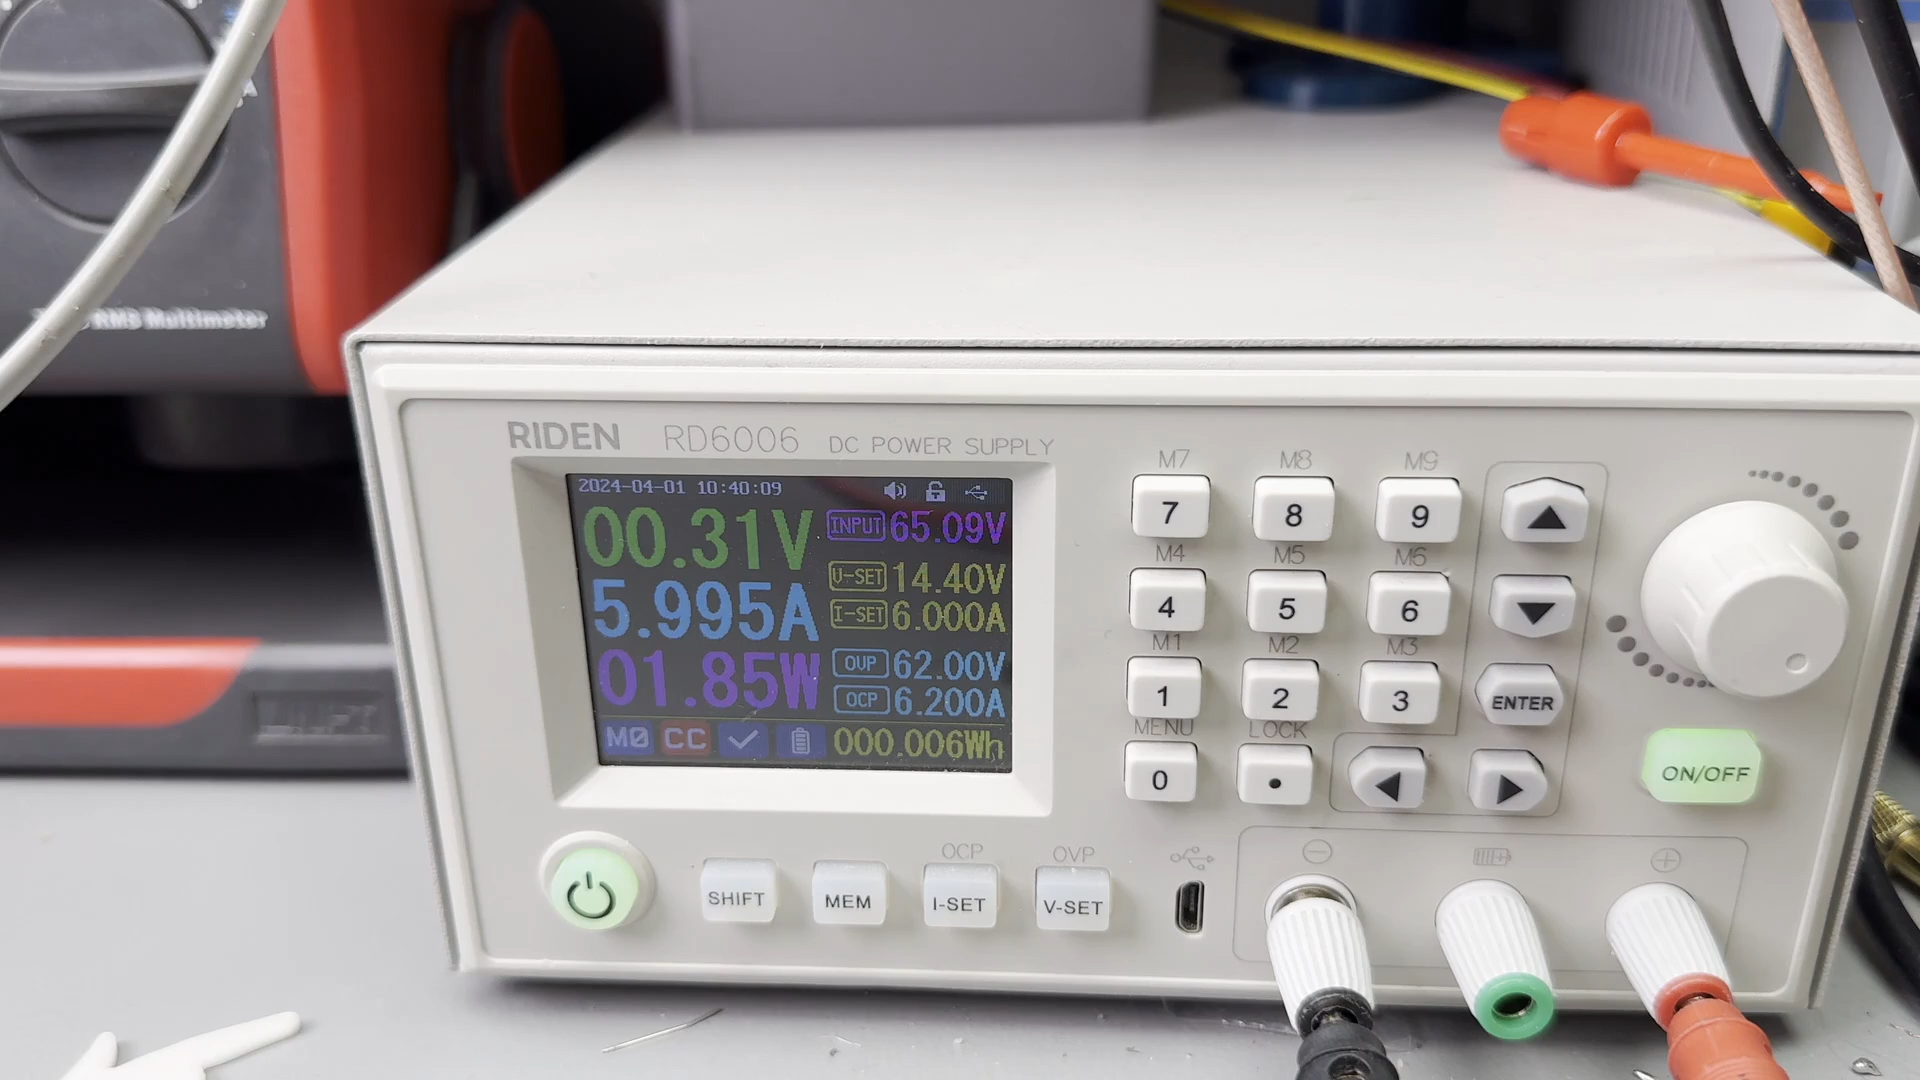 RMS Multimeter
RIDEN RD6006 DC POWER SUPPLY
2024-04-01 10:40:09
00.31V
INPUT 65.09V
V-SET 14.40V
5.995A
I-SET 6.000A
01.85W
OVP 62.00V
OCP 6.200A
M0 CC 000.006Wh
M7 M8 M9
7 8 9
M4 M5 M6
4 5 6
M1 M2 M3
1 2 3 ENTER
MENU LOCK
0 •
ON/OFF
OCP OVP
SHIFT MEM I-SET V-SET